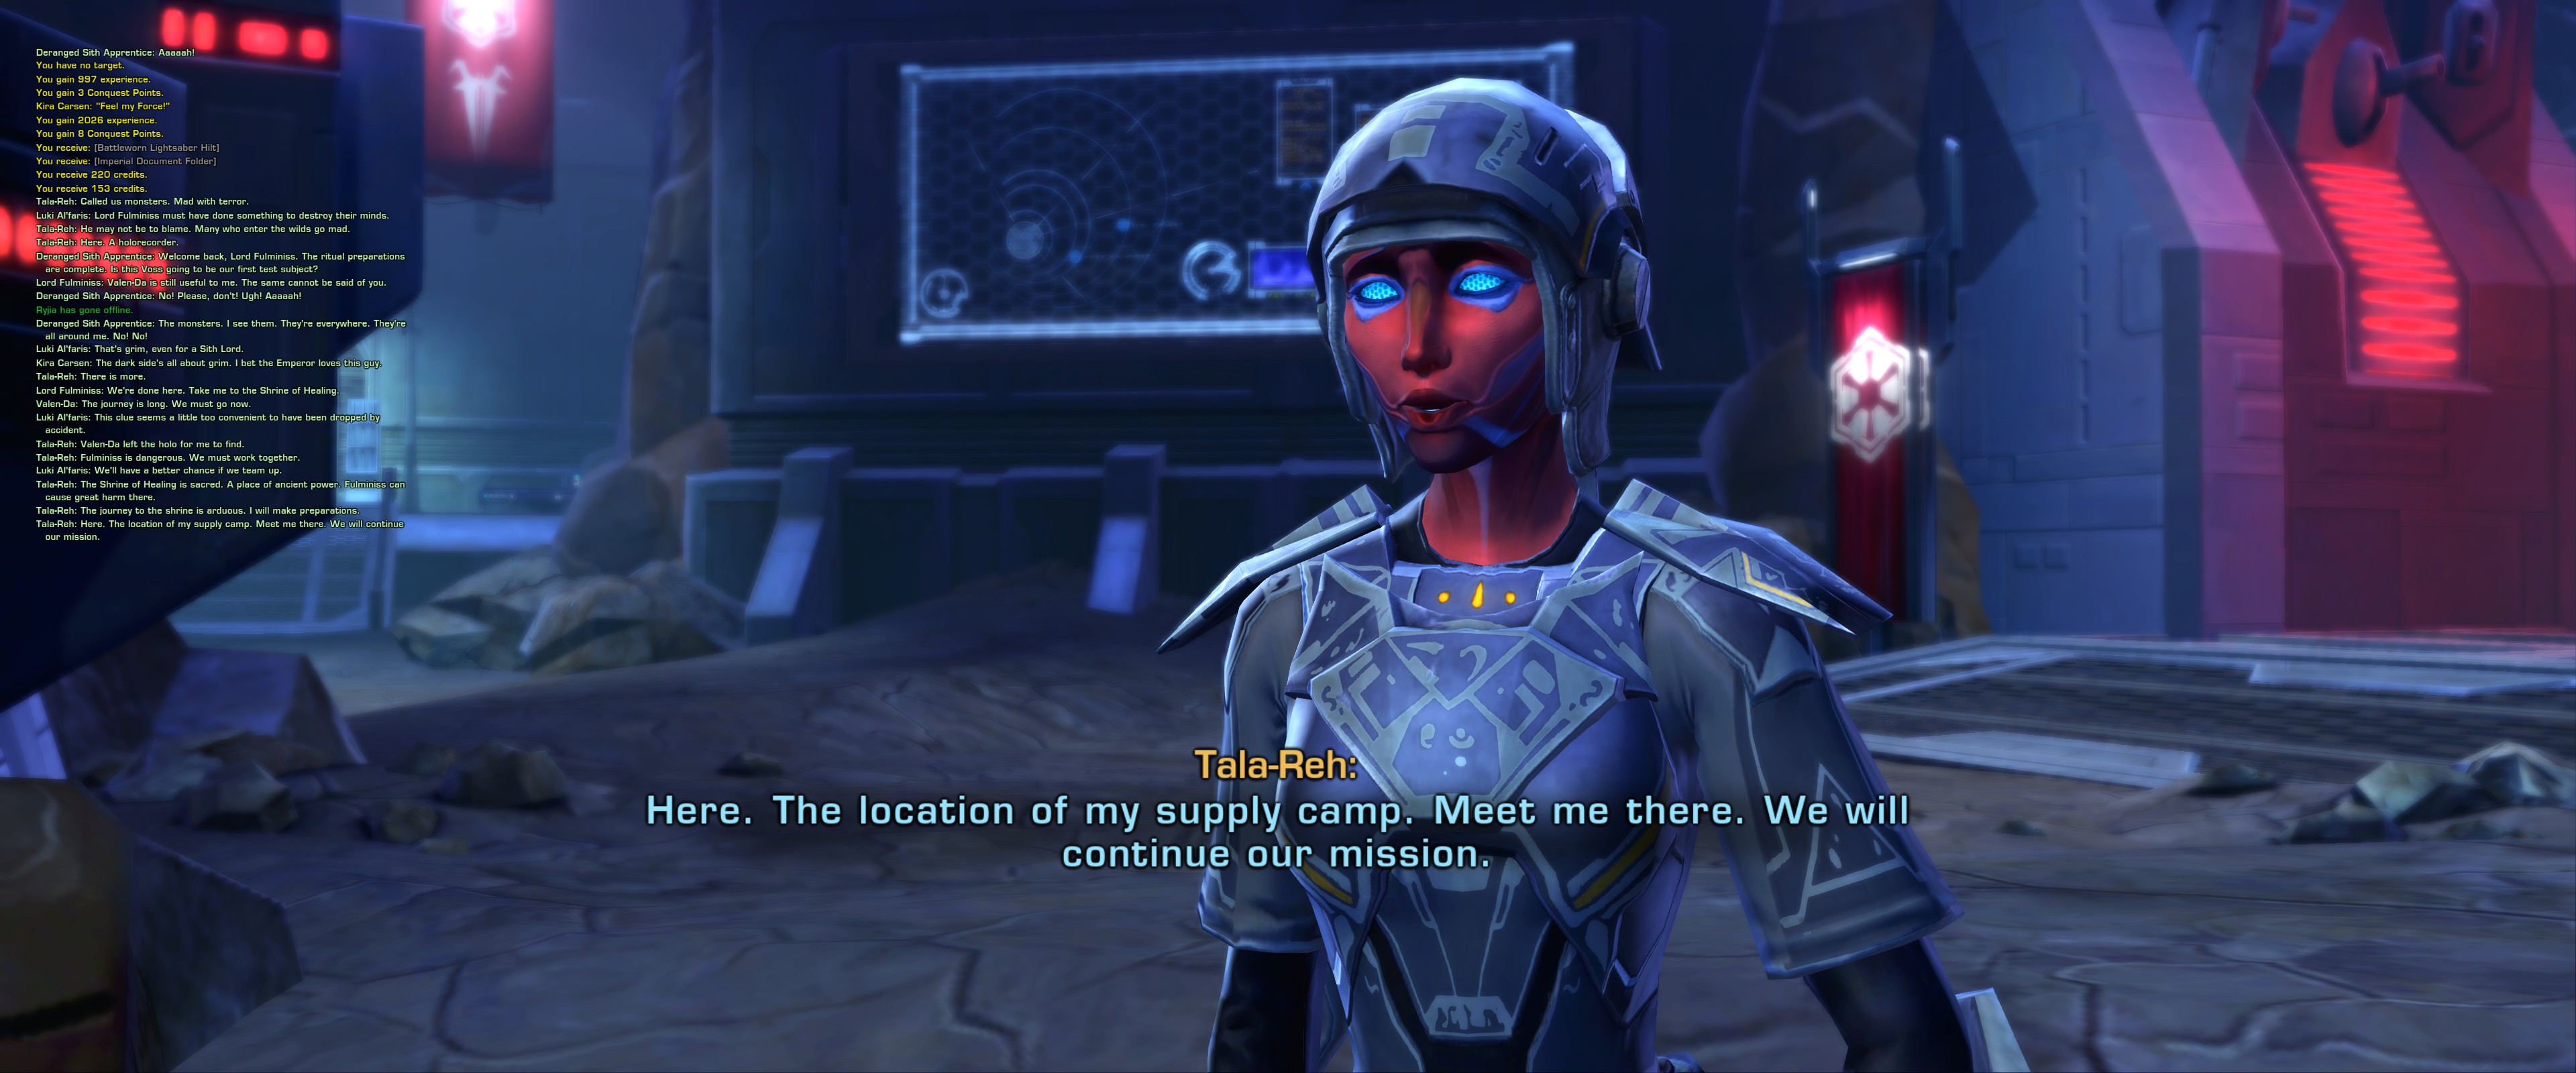 Deranged Sith Apprentice: Aaaaah!
You have no target.
You gain 997 experience.
You gain 3 Conquest Points.
Kira Carsen: "Feel my Force!"
You gain 2026 experience.
You gain 8 Conquest Points.
You receive: [Battleworn Lightsaber Hilt]
You receive: [Imperial Document Folder]
You receive 220 credits.
You receive 153 credits.
Tala-Reh: Called us monsters. Mad with terror.
Luki Al'faris: Lord Fulminiss must have done something to destroy their minds.
Tala-Reh: He may not be to blame. Many who enter the wilds go mad.
Tala-Reh: Here. A holorecorder.
Deranged Sith Apprentice: Welcome back, Lord Fulminiss. The ritual preparations
are complete. Is this Voss going to be our first test subject?
Lord Fulminiss: Valen-Da is still useful to me. The same cannot be said of you.
Deranged Sith Apprentice: No! Please, don't! Ugh! Aaaaah!
Ryjia has gone offline.
Deranged Sith Apprentice: The monsters. I see them. They're everywhere. They're
all around me. No! No!
Luki Al'faris: That's grim, even for a Sith Lord.
Kira Carsen: The dark side's all about grim. I bet the Emperor loves this guy.
Tala-Reh: There is more.
Lord Fulminiss: We're done here. Take me to the Shrine of Healing.
Valen-Da: The journey is long. We must go now.
Luki Al'faris: This clue seems a little too convenient to have been dropped by
accident.
Tala-Reh: Valen-Da left the holo for me to find.
Tala-Reh: Fulminiss is dangerous. We must work together.
Luki Al'faris: We'll have a better chance if we team up.
Tala-Reh: The Shrine of Healing is sacred. A place of ancient power. Fulminiss can
cause great harm there.
Tala-Reh: The journey to the shrine is arduous. I will make preparations.
Tala-Reh: Here. The location of my supply camp. Meet me there. We will continue
our mission.
Tala-Reh:
Here. The location of my supply camp. Meet me there. We will
continue our mission.